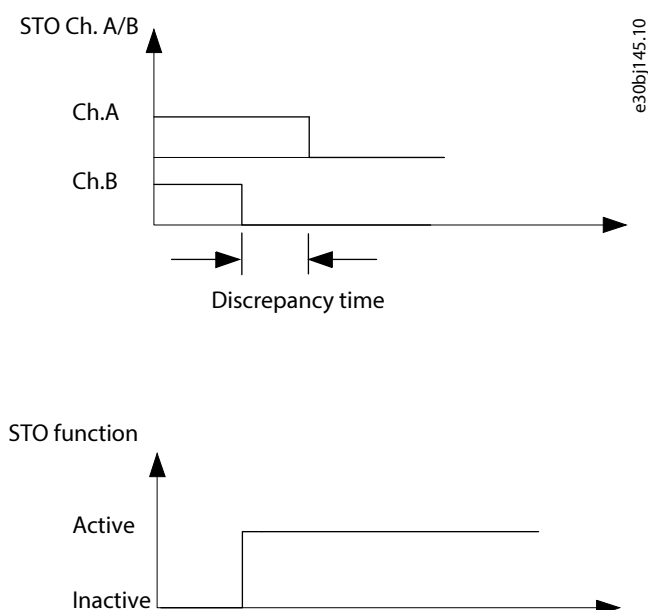 STO Ch. A/B
e30bj145.10
Ch.A
Ch.B
Discrepancy time
STO function
Active
Inactive